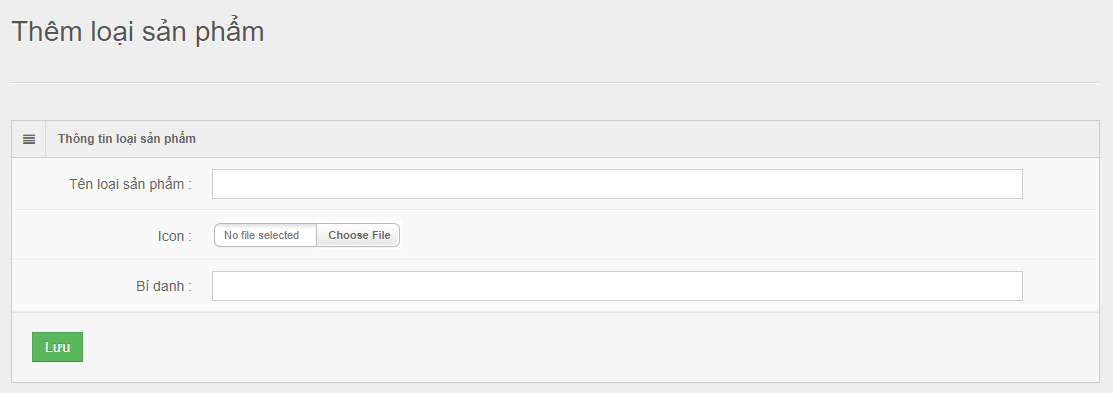 Thêm loại sản phẩm
Thông tin loại sản phẩm
Tên loại sản phẩm :
Icon :
No file selected Choose File
Bí danh :
Lưu